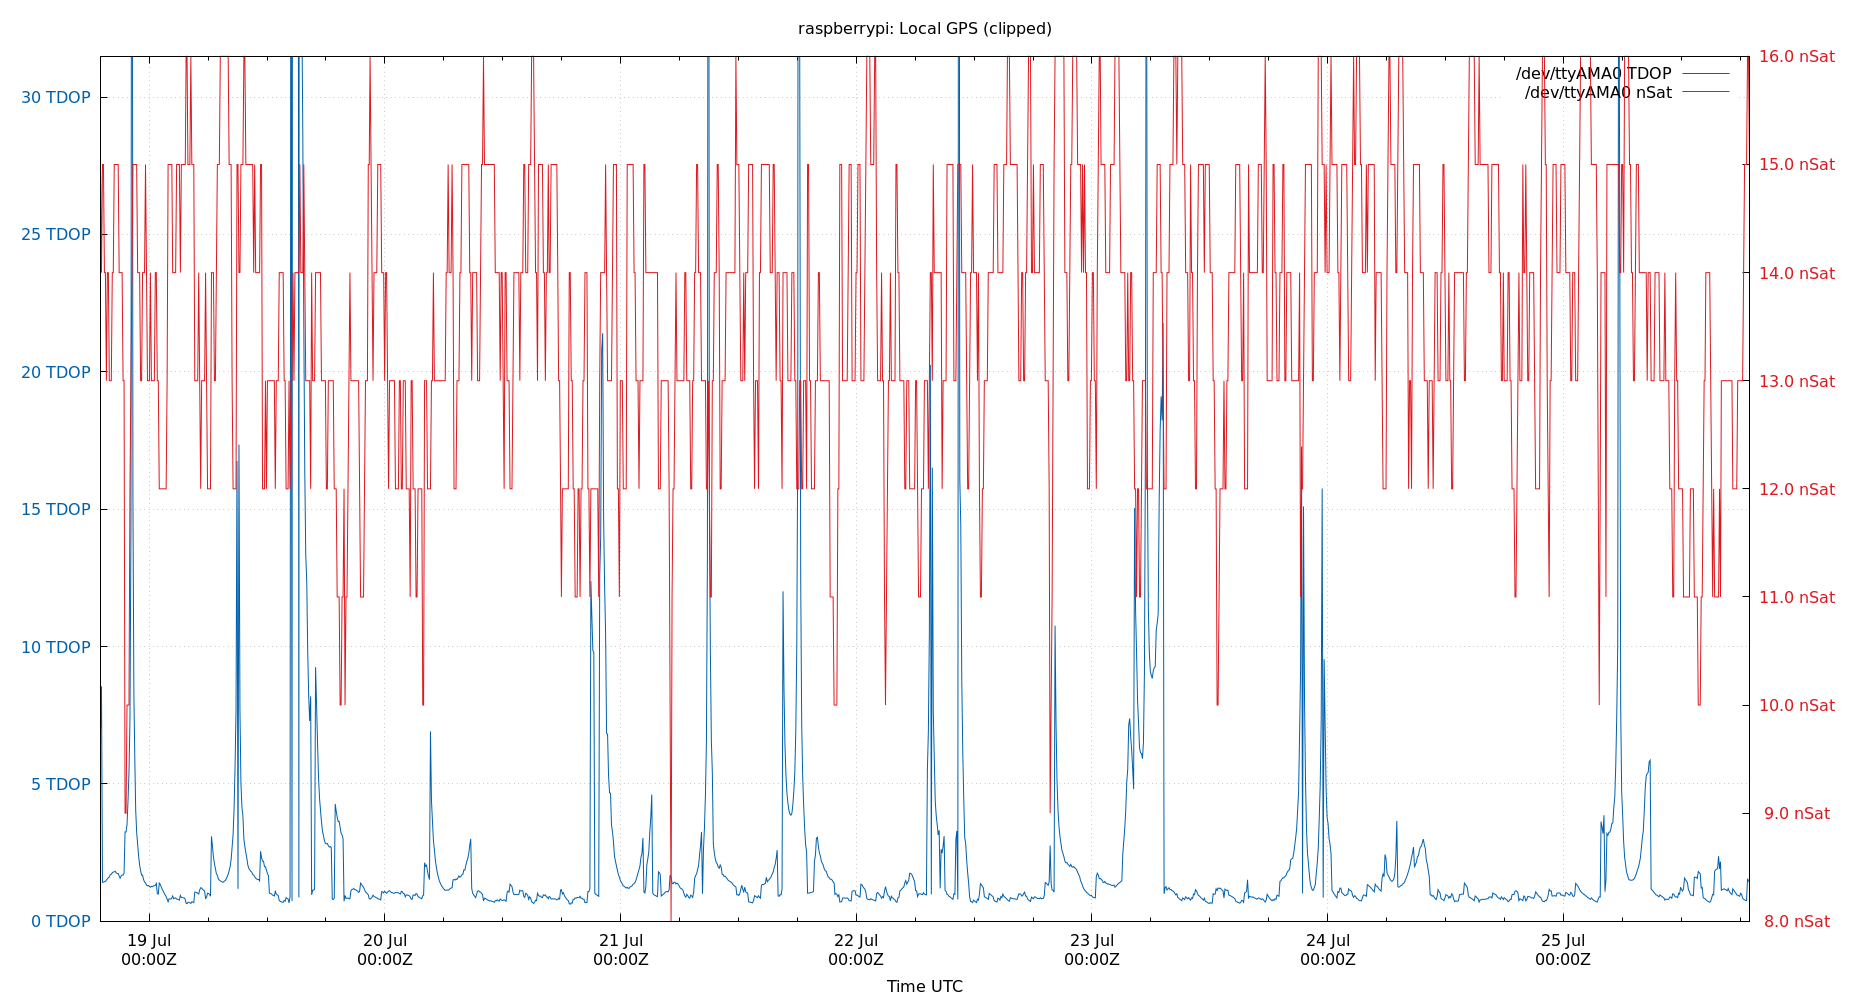 raspberrypi: Local GPS (clipped)
/dev/ttyAMA0 TDOP
/dev/ttyAMA0 nSat
30 TDOP
25 TDOP
20 TDOP
15 TDOP
10 TDOP
5 TDOP
0 TDOP
16.0 nSat
15.0 nSat
14.0 nSat
13.0 nSat
12.0 nSat
11.0 nSat
10.0 nSat
9.0 nSat
8.0 nSat
19 Jul
00:00Z
20 Jul
00:00Z
21 Jul
00:00Z
22 Jul
00:00Z
23 Jul
00:00Z
24 Jul
00:00Z
25 Jul
00:00Z
Time UTC